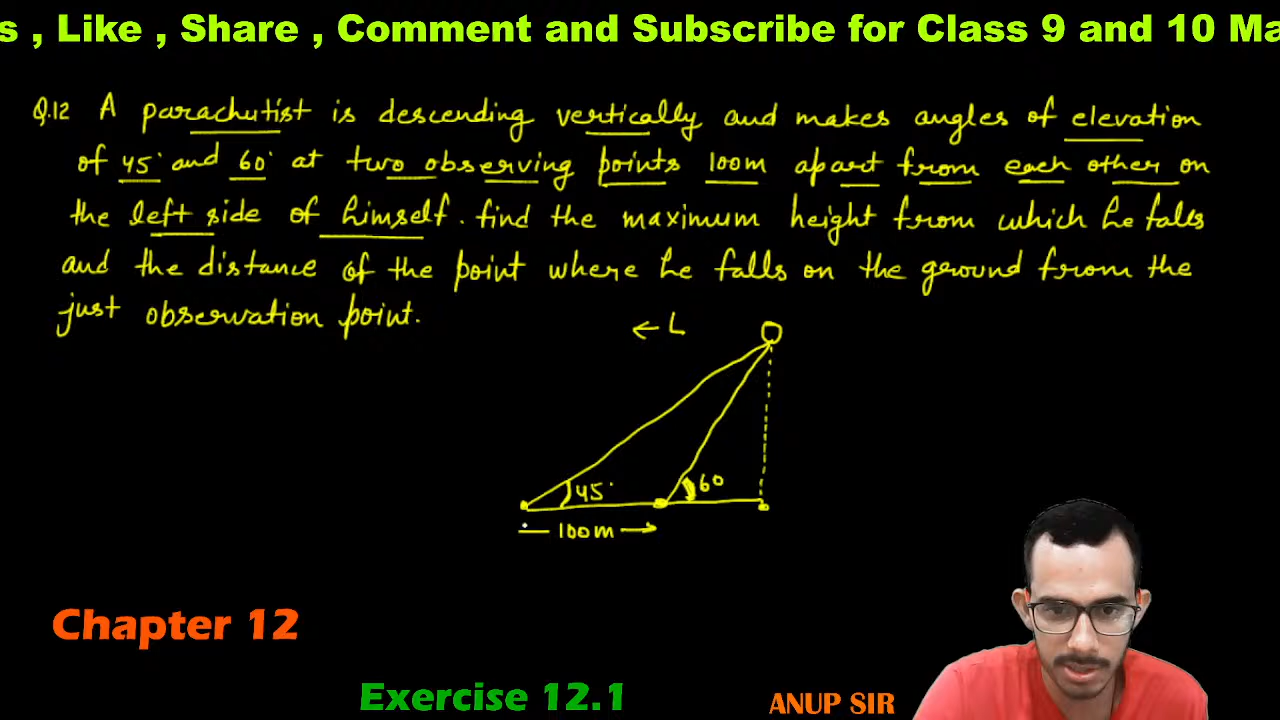 s , Like , Share , Comment and Subscribe for Class 9 and 10 Ma
Q.12 A parachutist is descending vertically and makes angles of elevation
of 45° and 60° at two observing points 100m apart from each other on
the left side of himself. find the maximum height from which he falls
and the distance of the point where he falls on the ground from the
just observation point.
← L
45°
60
100m
Chapter 12
Exercise 12.1
ANUP SIR